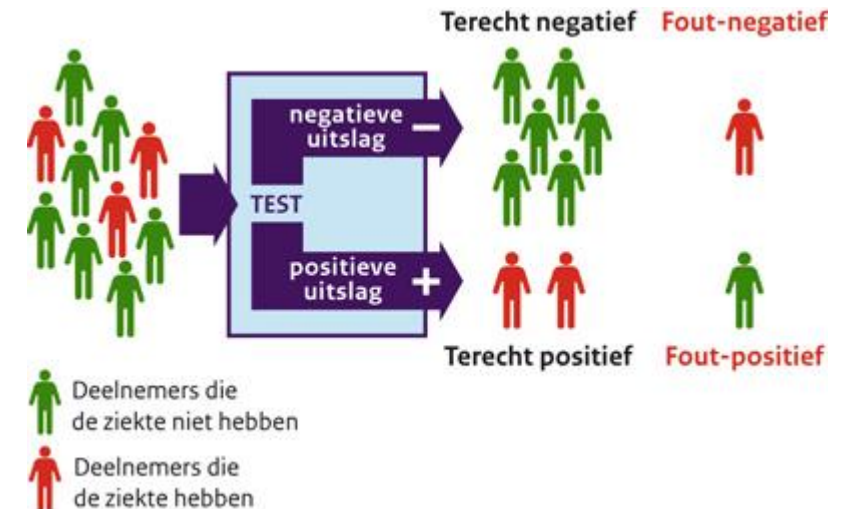 Terecht negatief Fout-negatief
negatieve
uitslag –
TEST
positieve
uitslag +
Terecht positief Fout-positief
Deelnemers die
de ziekte niet hebben
Deelnemers die
de ziekte hebben